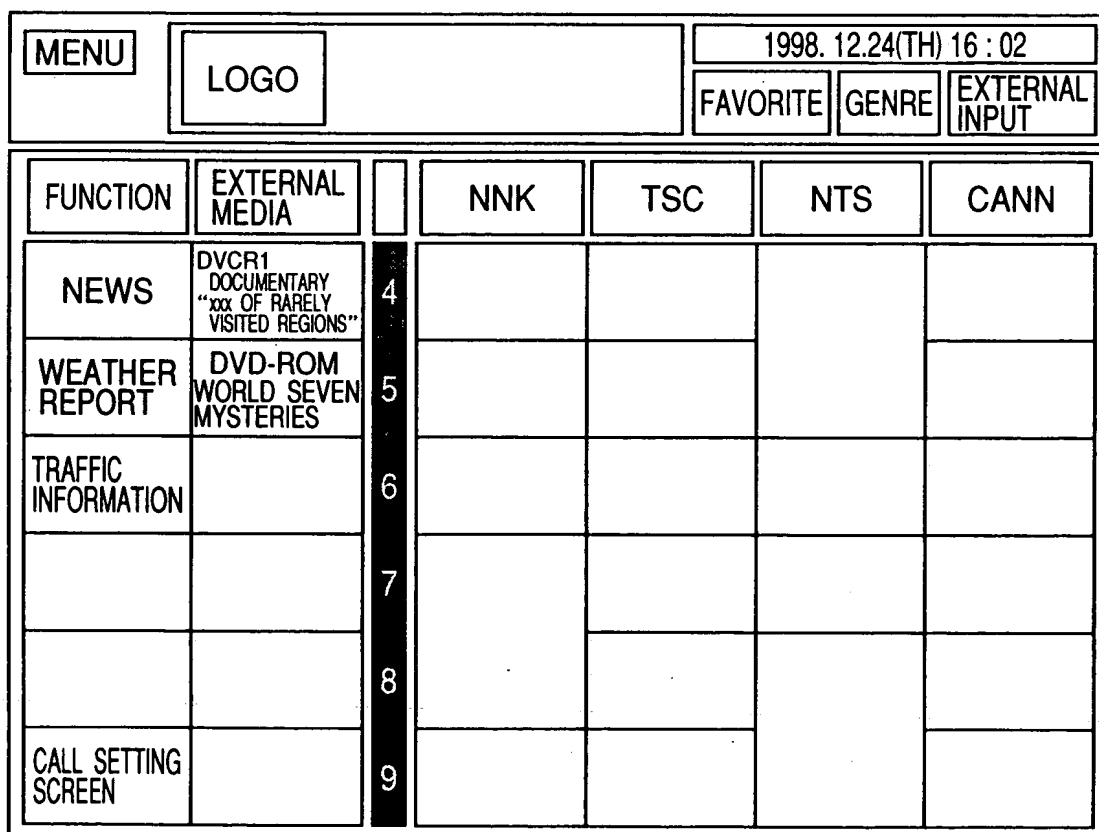 MENU
LOGO
1998. 12.24(TH) 16 : 02
FAVORITE
GENRE
EXTERNAL
INPUT
FUNCTION
EXTERNAL
MEDIA
NNK
TSC
NTS
CANN
NEWS
DVCR1
DOCUMENTARY
“xxx OF RARELY
VISITED REGIONS”
4
WEATHER
REPORT
DVD-ROM
WORLD SEVEN
MYSTERIES
5
TRAFFIC
INFORMATION
6
7
8
CALL SETTING
SCREEN
9